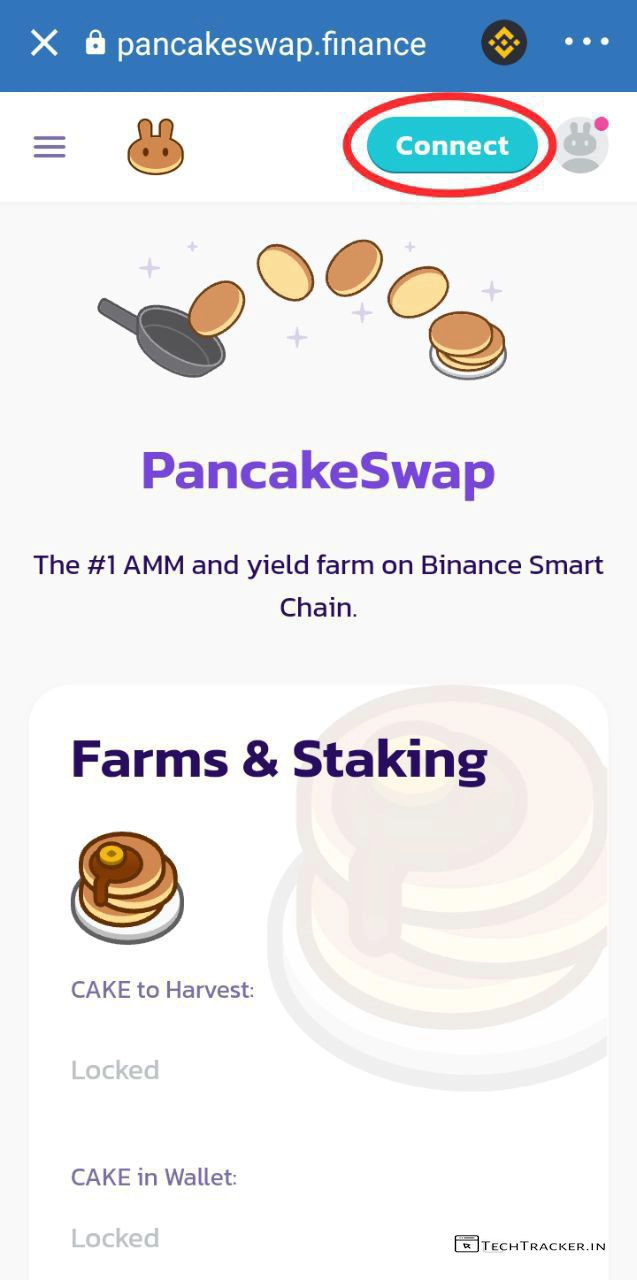 pancakeswap.finance
Connect
PancakeSwap
The #1 AMM and yield farm on Binance Smart
Chain.
Farms & Staking
CAKE to Harvest:
Locked
CAKE in Wallet:
Locked
TECHTRACKER.IN